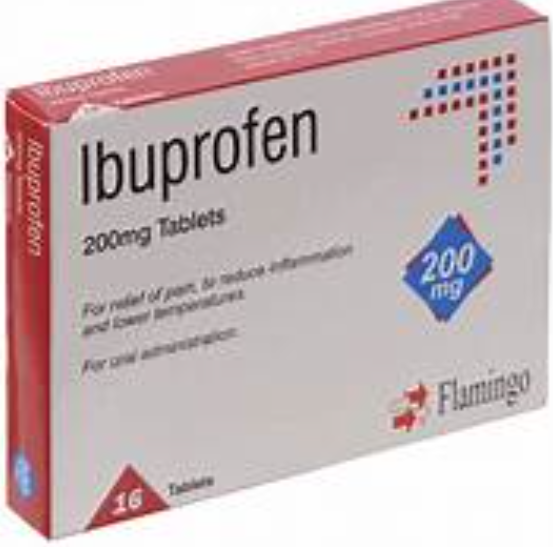 Ibuprofen
Ibuprofen
Ibuprofen
200mg Tablets
For relief of pain, to reduce inflammation
and lower temperatures.
For oral administration.
200
mg
Flamingo
16
Tablets